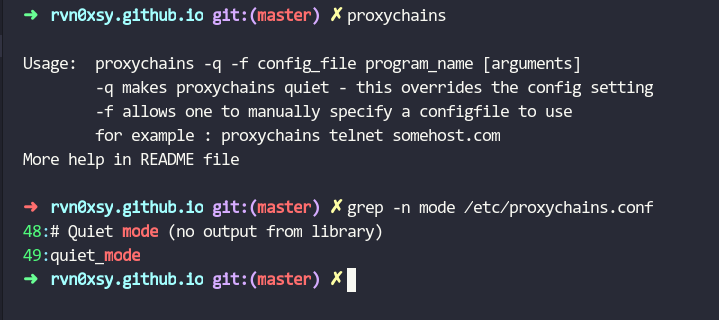 ➜ rvn0xsy.github.io git:(master) ✗ proxychains
Usage:  proxychains -q -f config_file program_name [arguments]
        -q makes proxychains quiet - this overrides the config setting
        -f allows one to manually specify a configfile to use
        for example : proxychains telnet somehost.com
More help in README file
➜ rvn0xsy.github.io git:(master) ✗ grep -n mode /etc/proxychains.conf
48:# Quiet mode (no output from library)
49:quiet_mode
➜ rvn0xsy.github.io git:(master) ✗